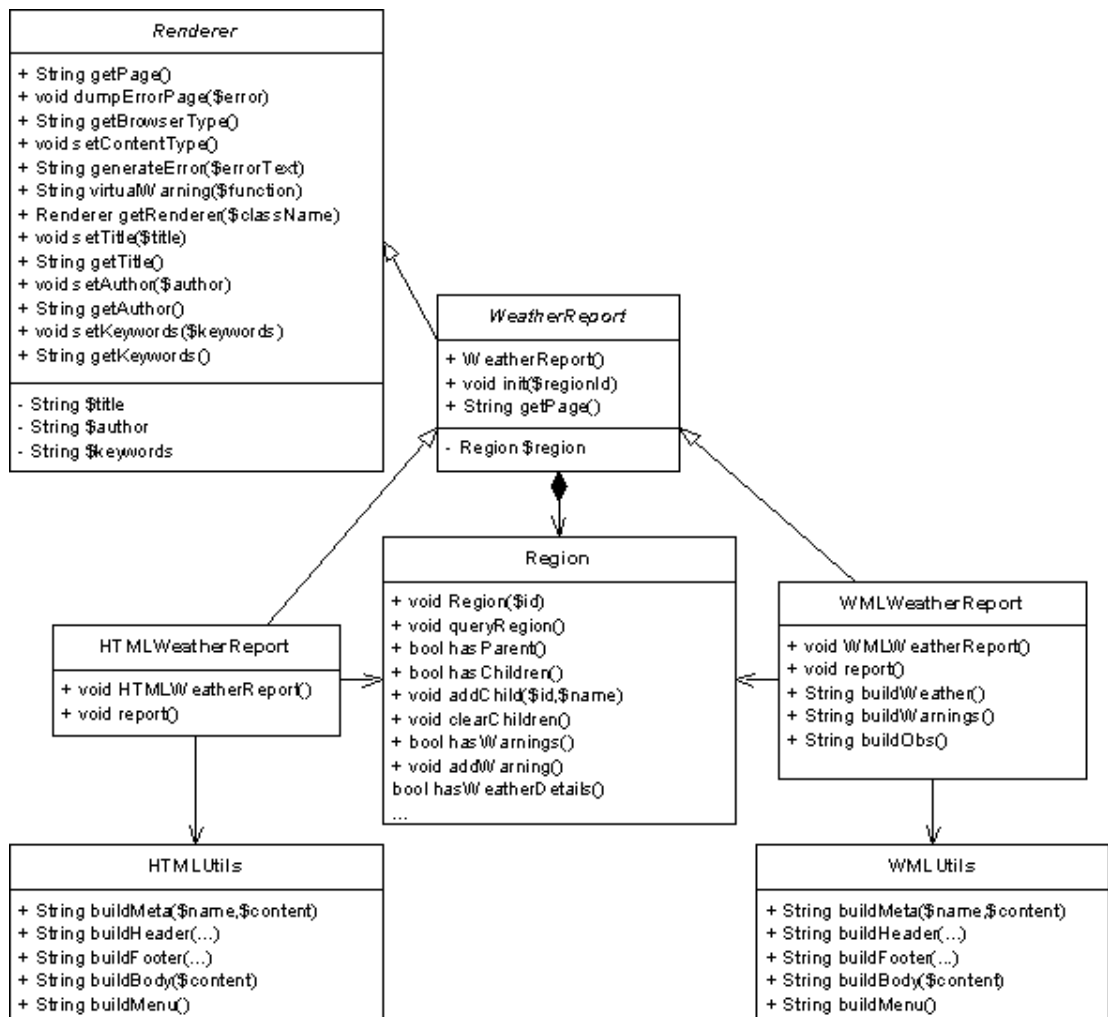 Renderer
+ String getPage()
+ void dumpErrorPage($error)
+ String getBrowserType()
+ void setContentType()
+ String generateError($errorText)
+ String virtualWarning($function)
+ Renderer getRenderer($className)
+ void setTitle($title)
+ String getTitle()
+ void setAuthor($author)
+ String getAuthor()
+ void setKeywords($keywords)
+ String getKeywords()
- String $title
- String $author
- String $keywords
WeatherReport
+ WeatherReport()
+ void init($regionId)
+ String getPage()
- Region $region
Region
+ void Region($id)
+ void queryRegion()
+ bool hasParent()
+ bool hasChildren()
+ void addChild($id,$name)
+ void clearChildren()
+ bool hasWarnings()
+ void addWarning()
bool hasWeatherDetails()
...
HTMLWeatherReport
+ void HTMLWeatherReport()
+ void report()
WMLWeatherReport
+ void WMLWeatherReport()
+ void report()
+ String buildWeather()
+ String buildWarnings()
+ String buildObs()
HTMLUtils
+ String buildMeta($name,$content)
+ String buildHeader(...)
+ String buildFooter(...)
+ String buildBody($content)
+ String buildMenu()
WMLUtils
+ String buildMeta($name,$content)
+ String buildHeader(...)
+ String buildFooter(...)
+ String buildBody($content)
+ String buildMenu()